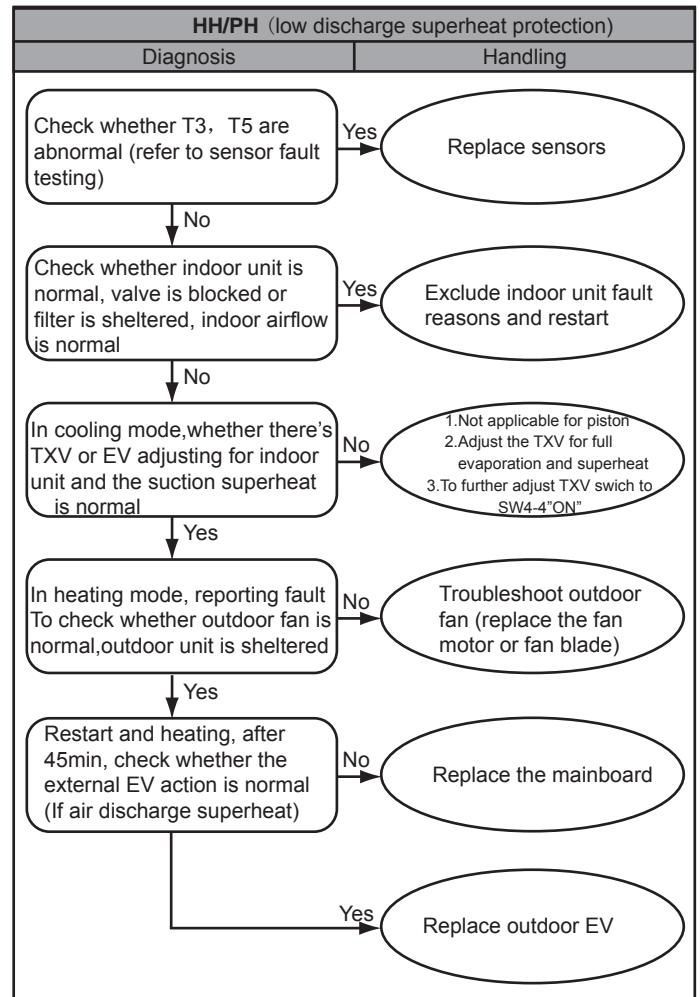 HH/PH（low discharge superheat protection)
Diagnosis
Handling
Check whether T3，T5 are
abnormal (refer to sensor fault
testing)
Yes
Replace sensors
No
Check whether indoor unit is
normal, valve is blocked or
filter is sheltered, indoor airflow
is normal
Yes
Exclude indoor unit fault
reasons and restart
No
In cooling mode,whether there's
TXV or EV adjusting for indoor
unit and the suction superheat
is normal
No
1.Not applicable for piston
2.Adjust the TXV for full
evaporation and superheat
3.To further adjust TXV swich to
SW4-4"ON"
Yes
In heating mode, reporting fault
To check whether outdoor fan is
normal,outdoor unit is sheltered
No
Troubleshoot outdoor
fan (replace the fan
motor or fan blade)
Yes
Restart and heating, after
45min, check whether the
external EV action is normal
(If air discharge superheat)
No
Replace the mainboard
Yes
Replace outdoor EV